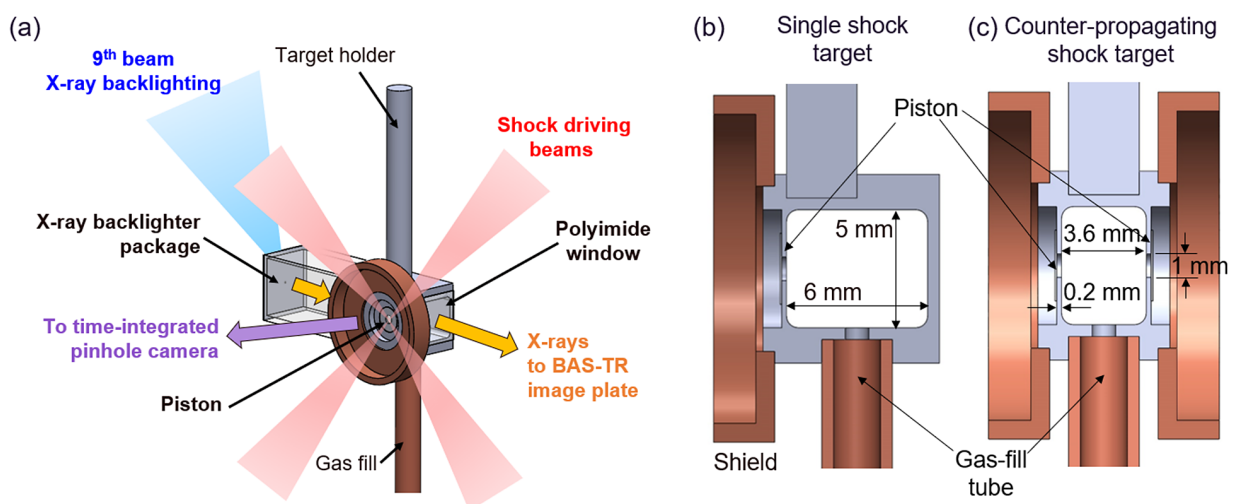 (a)
9th beam
X-ray backlighting
Target holder
Shock driving
beams
X-ray backlighter
package
Polyimide
window
To time-integrated
pinhole camera
X-rays
to BAS-TR
image plate
Piston
Gas fill
(b)
Single shock
target
Piston
5 mm
6 mm
Shield
Gas-fill
tube
(c)
Counter-propagating
shock target
3.6 mm
1 mm
0.2 mm